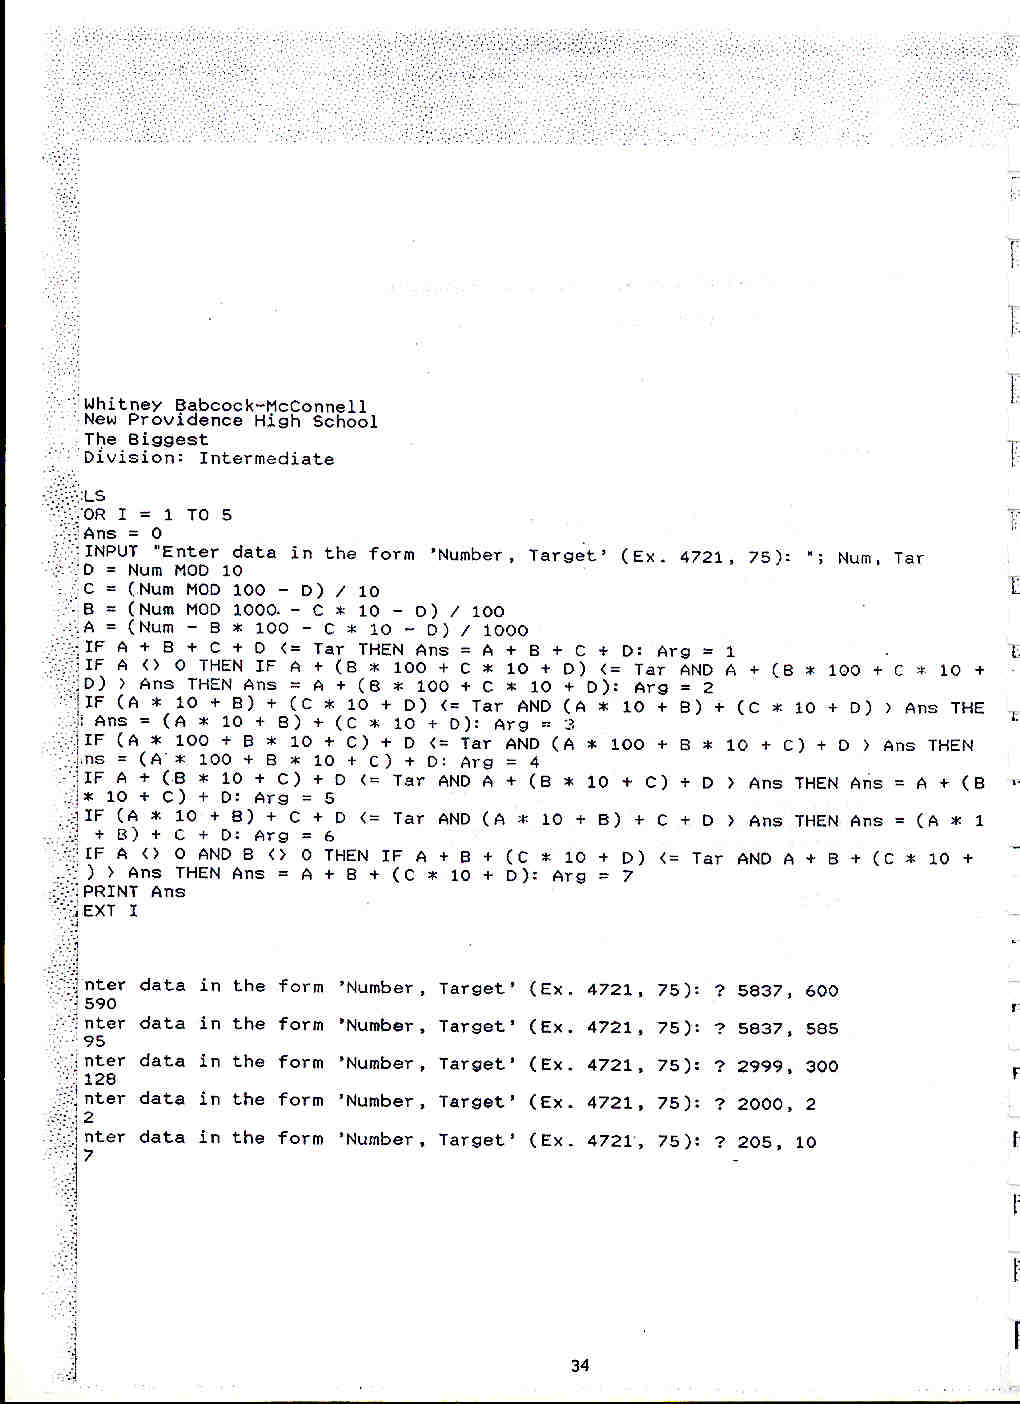 Whitney Babcock-McConnell
New Providence High School
The Biggest
Division: Intermediate
LS
OR I = 1 TO 5
Ans = 0
INPUT "Enter data in the form 'Number, Target' (Ex. 4721, 75): "; Num, Tar
D = Num MOD 10
C = (Num MOD 100 - D) / 10
B = (Num MOD 1000 - C * 10 - D) / 100
A = (Num - B * 100 - C * 10 - D) / 1000
IF A + B + C + D <= Tar THEN Ans = A + B + C + D: Arg = 1
IF A <> 0 THEN IF A + (B * 100 + C * 10 + D) <= Tar AND A + (B * 100 + C * 10 +
D) > Ans THEN Ans = A + (B * 100 + C * 10 + D): Arg = 2
IF (A * 10 + B) + (C * 10 + D) <= Tar AND (A * 10 + B) + (C * 10 + D) > Ans THE
Ans = (A * 10 + B) + (C * 10 + D): Arg = 3
IF (A * 100 + B * 10 + C) + D <= Tar AND (A * 100 + B * 10 + C) + D > Ans THEN
ns = (A * 100 + B * 10 + C) + D: Arg = 4
IF A + (B * 10 + C) + D <= Tar AND A + (B * 10 + C) + D > Ans THEN Ans = A + (B
* 10 + C) + D: Arg = 5
IF (A * 10 + B) + C + D <= Tar AND (A * 10 + B) + C + D > Ans THEN Ans = (A * 1
+ B) + C + D: Arg = 6
IF A <> 0 AND B <> 0 THEN IF A + B + (C * 10 + D) <= Tar AND A + B + (C * 10 +
) > Ans THEN Ans = A + B + (C * 10 + D): Arg = 7
PRINT Ans
EXT I
nter data in the form 'Number, Target' (Ex. 4721, 75): ? 5837, 600
590
nter data in the form 'Number, Target' (Ex. 4721, 75): ? 5837, 585
95
nter data in the form 'Number, Target' (Ex. 4721, 75): ? 2999, 300
128
nter data in the form 'Number, Target' (Ex. 4721, 75): ? 2000, 2
2
nter data in the form 'Number, Target' (Ex. 4721, 75): ? 205, 10
7
34